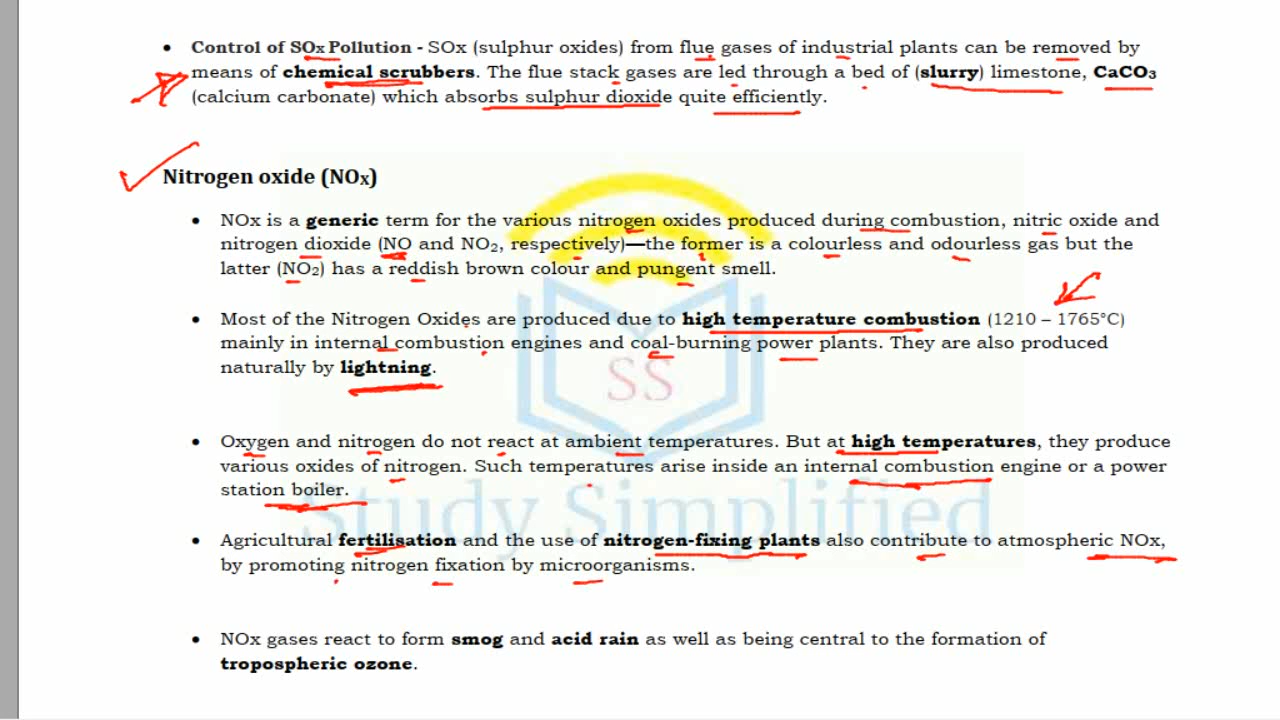 • Control of SOx Pollution - SOx (sulphur oxides) from flue gases of industrial plants can be removed by
means of chemical scrubbers. The flue stack gases are led through a bed of (slurry) limestone, CaCO₃
(calcium carbonate) which absorbs sulphur dioxide quite efficiently.
Nitrogen oxide (NOx)
• NOx is a generic term for the various nitrogen oxides produced during combustion, nitric oxide and
nitrogen dioxide (NO and NO₂, respectively)—the former is a colourless and odourless gas but the
latter (NO₂) has a reddish brown colour and pungent smell.
• Most of the Nitrogen Oxides are produced due to high temperature combustion (1210 – 1765°C)
mainly in internal combustion engines and coal-burning power plants. They are also produced
naturally by lightning.
SS
• Oxygen and nitrogen do not react at ambient temperatures. But at high temperatures, they produce
various oxides of nitrogen. Such temperatures arise inside an internal combustion engine or a power
station boiler.
Study Simplified
• Agricultural fertilisation and the use of nitrogen-fixing plants also contribute to atmospheric NOx,
by promoting nitrogen fixation by microorganisms.
• NOx gases react to form smog and acid rain as well as being central to the formation of
tropospheric ozone.